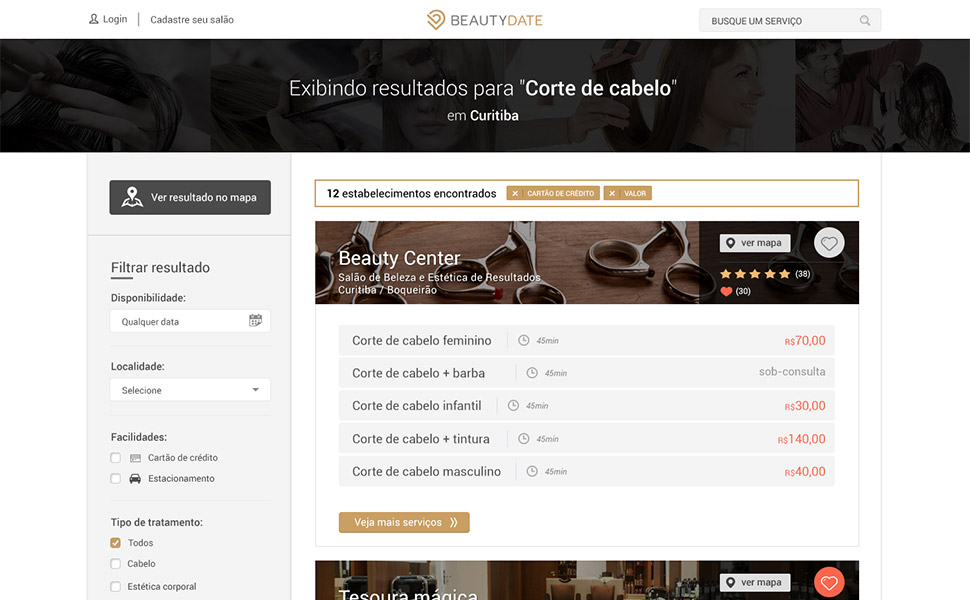 Login
Cadastre seu salão
BEAUTYDATE
BUSQUE UM SERVIÇO
Exibindo resultados para "Corte de cabelo"
em Curitiba
Ver resultado no mapa
Filtrar resultado
Disponibilidade:
Qualquer data
Localidade:
Selecione
Facilidades:
Cartão de crédito
Estacionamento
Tipo de tratamento:
Todos
Cabelo
Estética corporal
12 estabelecimentos encontrados
× CARTÃO DE CRÉDITO
× VALOR
Beauty Center
Salão de Beleza e Estética de Resultados
Curitiba / Boqueirão
ver mapa
(38)
(30)
Corte de cabelo feminino 45min R$70,00
Corte de cabelo + barba 45min sob-consulta
Corte de cabelo infantil 45min R$30,00
Corte de cabelo + tintura 45min R$140,00
Corte de cabelo masculino 45min R$40,00
Veja mais serviços
Tesoura mágica
ver mapa